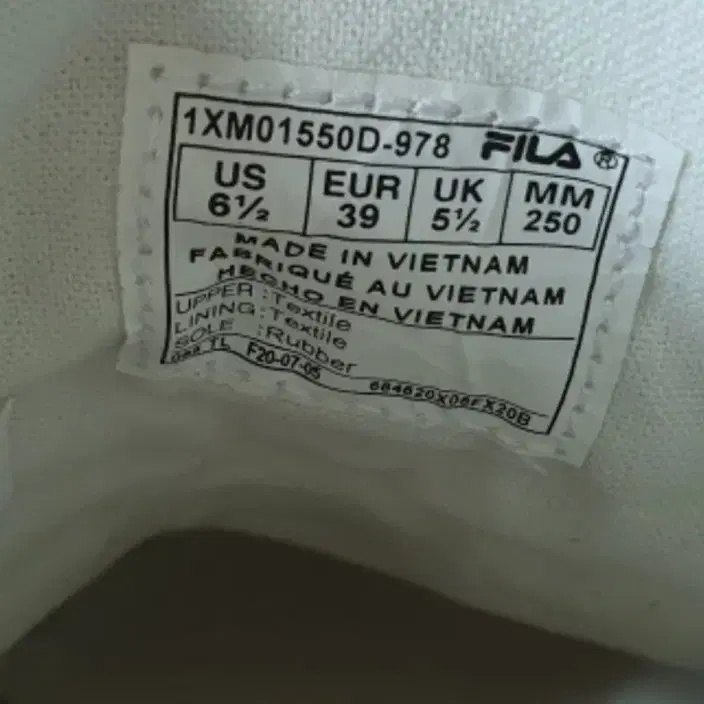 1XM01550D-978 FILA ®
US EUR UK MM
6½ 39 5½ 250
MADE IN VIETNAM
FABRIQUÉ AU VIETNAM
HECHO EN VIETNAM
UPPER : Textile
LINING : Textile
SOLE : Rubber
TL F20-07-05